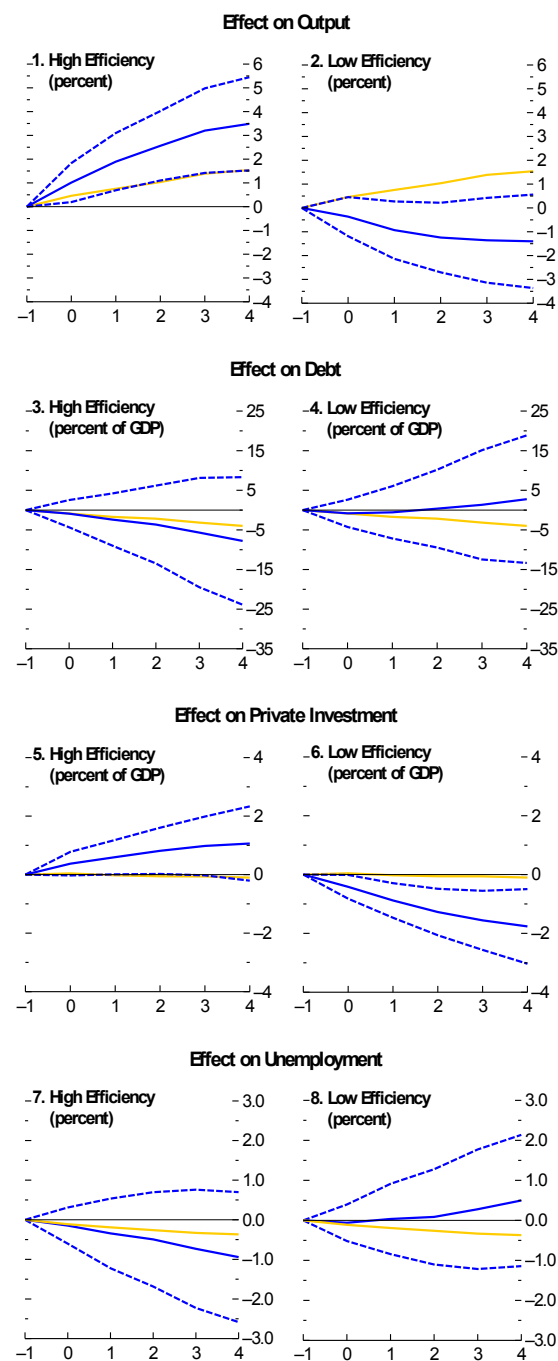 Effect on Output
1. High Efficiency
(percent)
6
5
4
3
2
1
0
–1
–2
–3
–4
–1 0 1 2 3 4
2. Low Efficiency
(percent)
6
5
4
3
2
1
0
–1
–2
–3
–4
–1 0 1 2 3 4
Effect on Debt
3. High Efficiency
(percent of GDP)
25
15
5
–5
–15
–25
–35
–1 0 1 2 3 4
4. Low Efficiency
(percent of GDP)
25
15
5
–5
–15
–25
–35
–1 0 1 2 3 4
Effect on Private Investment
5. High Efficiency
(percent of GDP)
4
2
0
–2
–4
–1 0 1 2 3 4
6. Low Efficiency
(percent of GDP)
4
2
0
–2
–4
–1 0 1 2 3 4
Effect on Unemployment
7. High Efficiency
(percent)
3.0
2.0
1.0
0.0
–1.0
–2.0
–3.0
–1 0 1 2 3 4
8. Low Efficiency
(percent)
3.0
2.0
1.0
0.0
–1.0
–2.0
–3.0
–1 0 1 2 3 4